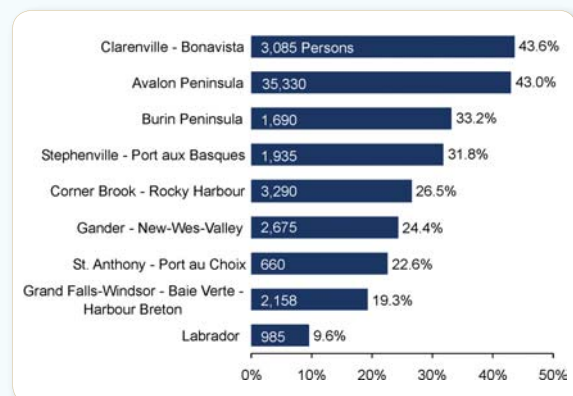 Clarenville - Bonavista 3,085 Persons 43.6%
Avalon Peninsula 35,330 43.0%
Burin Peninsula 1,690 33.2%
Stephenville - Port aux Basques 1,935 31.8%
Corner Brook - Rocky Harbour 3,290 26.5%
Gander - New-Wes-Valley 2,675 24.4%
St. Anthony - Port au Choix 660 22.6%
Grand Falls-Windsor - Baie Verte -
Harbour Breton 2,158 19.3%
Labrador 985 9.6%
0% 10% 20% 30% 40% 50%